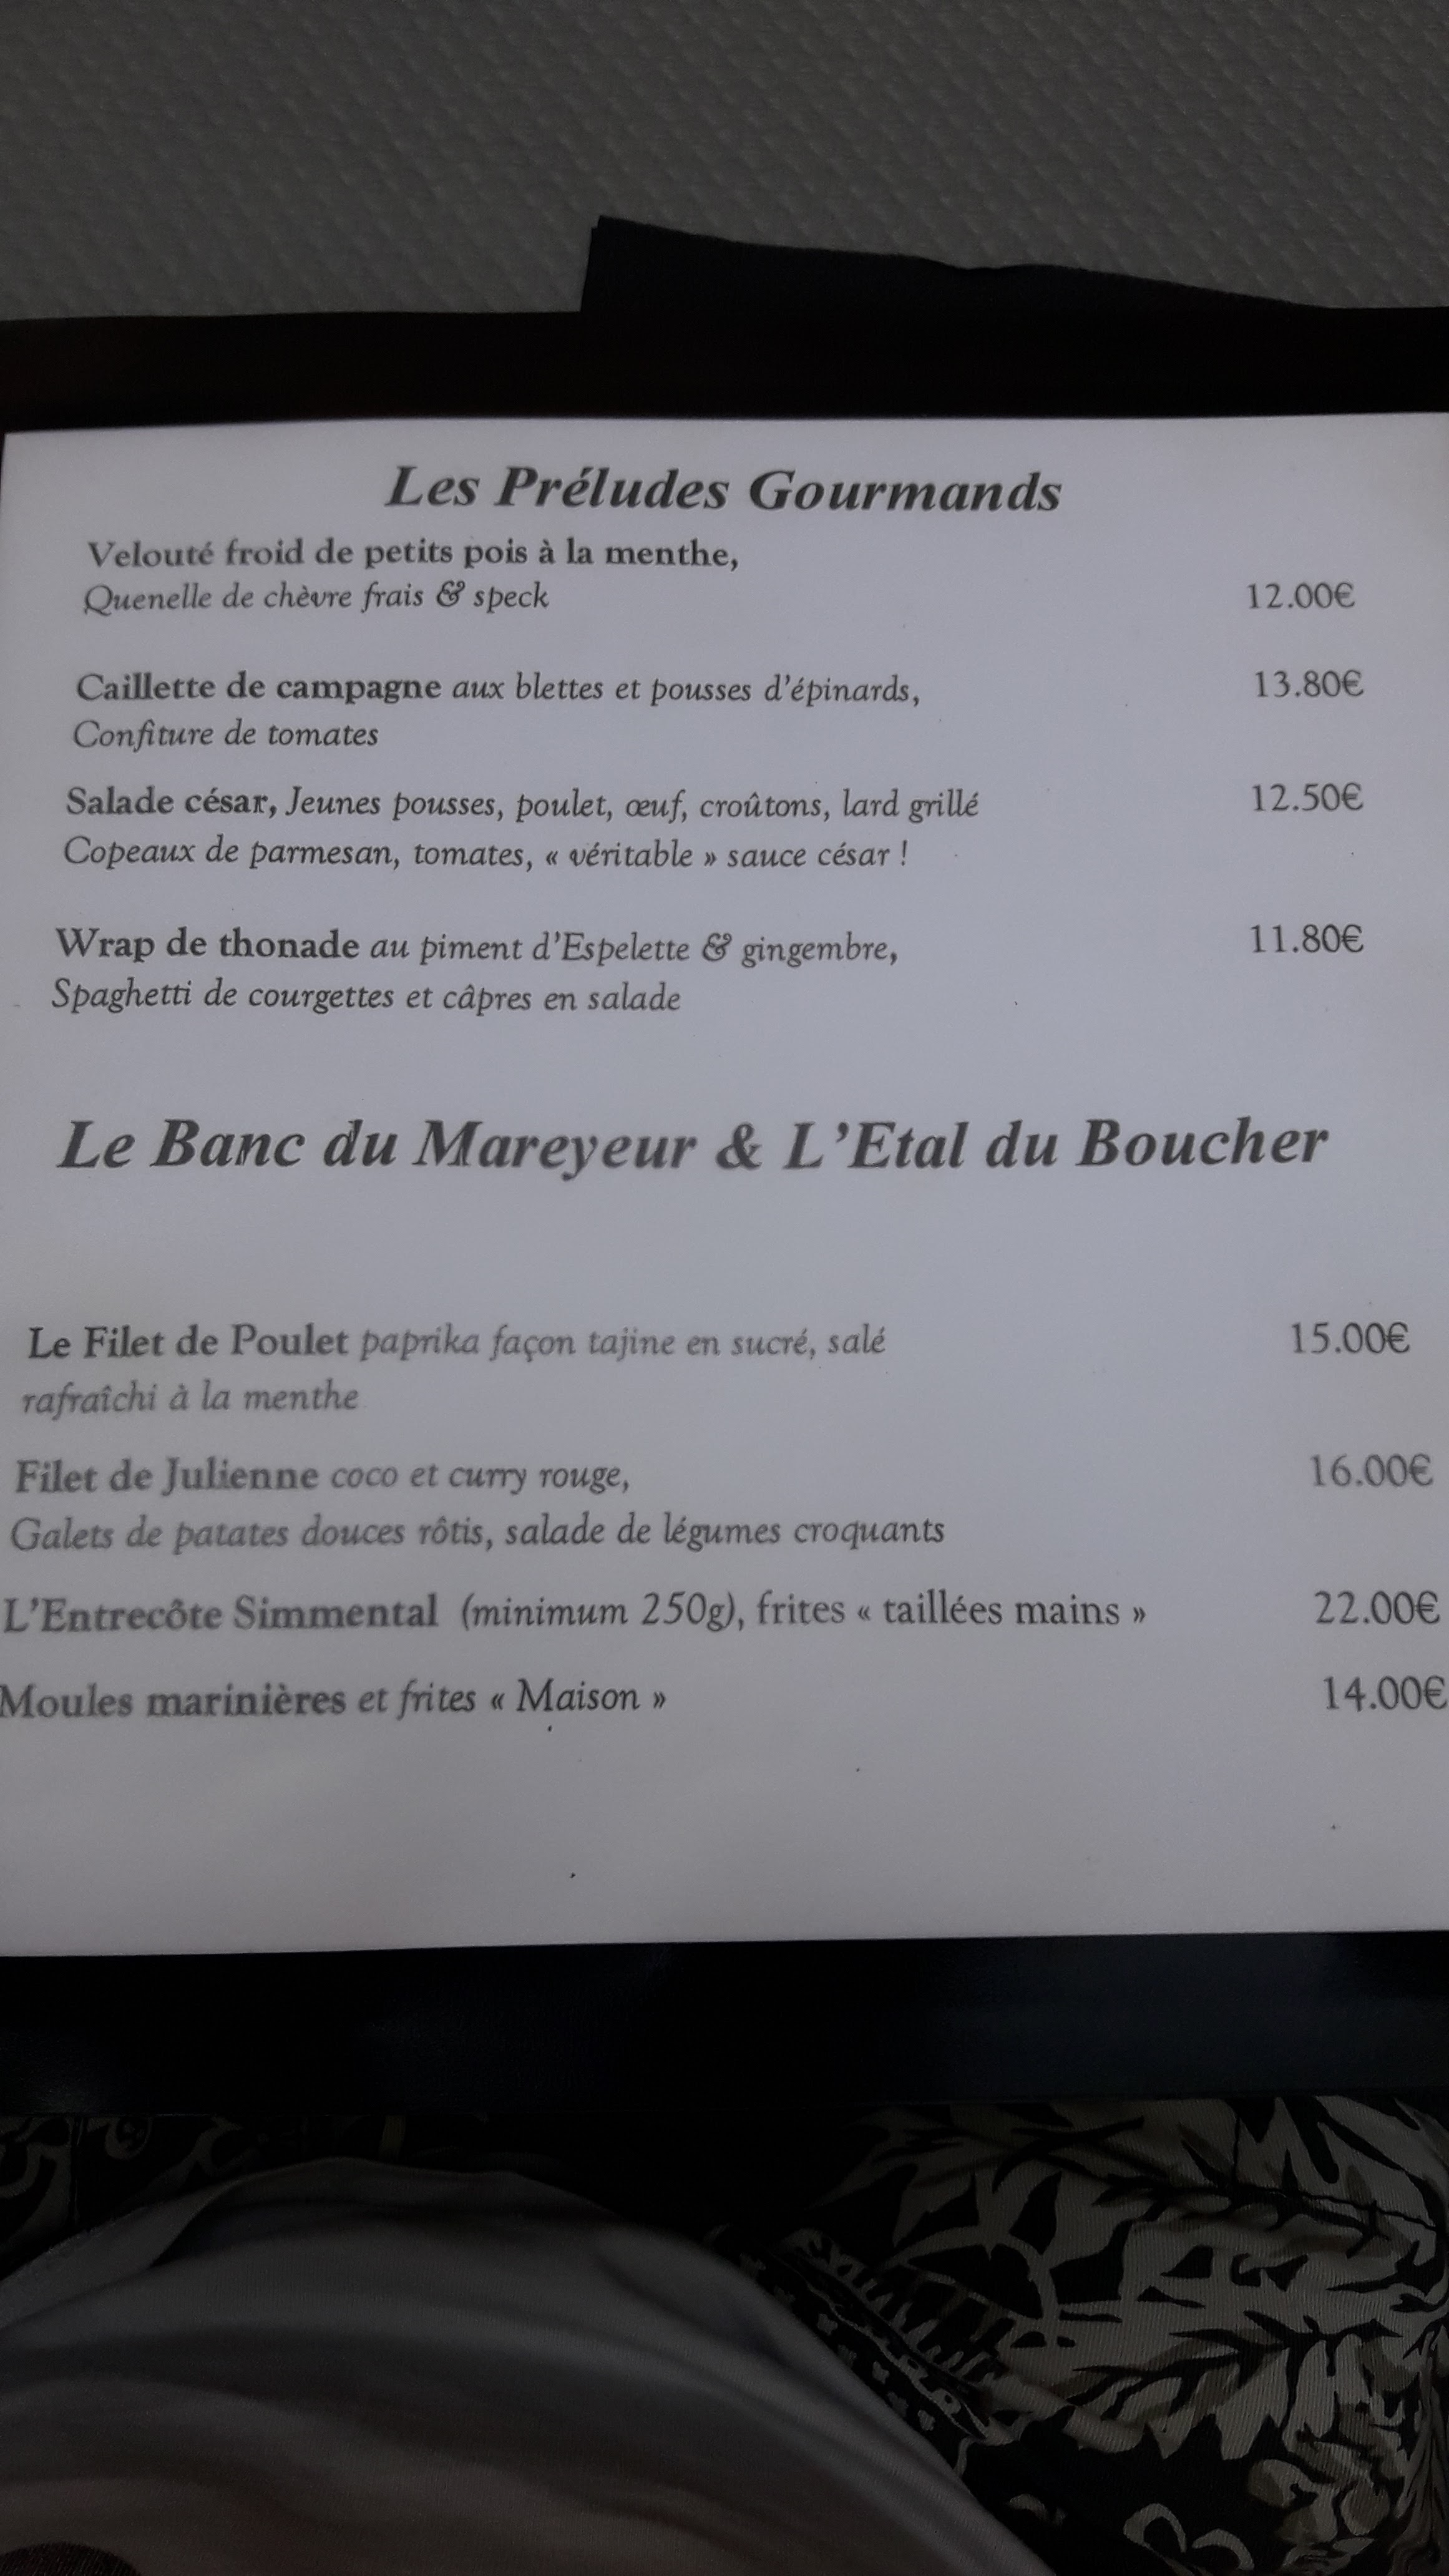 Les Préludes Gourmands
Velouté froid de petits pois à la menthe,
Quenelle de chèvre frais & speck 12.00€
Caillette de campagne aux blettes et pousses d'épinards, 13.80€
Confiture de tomates
Salade césar, Jeunes pousses, poulet, œuf, croûtons, lard grillé 12.50€
Copeaux de parmesan, tomates, « véritable » sauce césar !
Wrap de thonade au piment d'Espelette & gingembre, 11.80€
Spaghetti de courgettes et câpres en salade
Le Banc du Mareyeur & L'Etal du Boucher
Le Filet de Poulet paprika façon tajine en sucré, salé 15.00€
rafraîchi à la menthe
Filet de Julienne coco et curry rouge, 16.00€
Galets de patates douces rôtis, salade de légumes croquants
L'Entrecôte Simmental (minimum 250g), frites « taillées mains » 22.00€
Moules marinières et frites « Maison » 14.00€